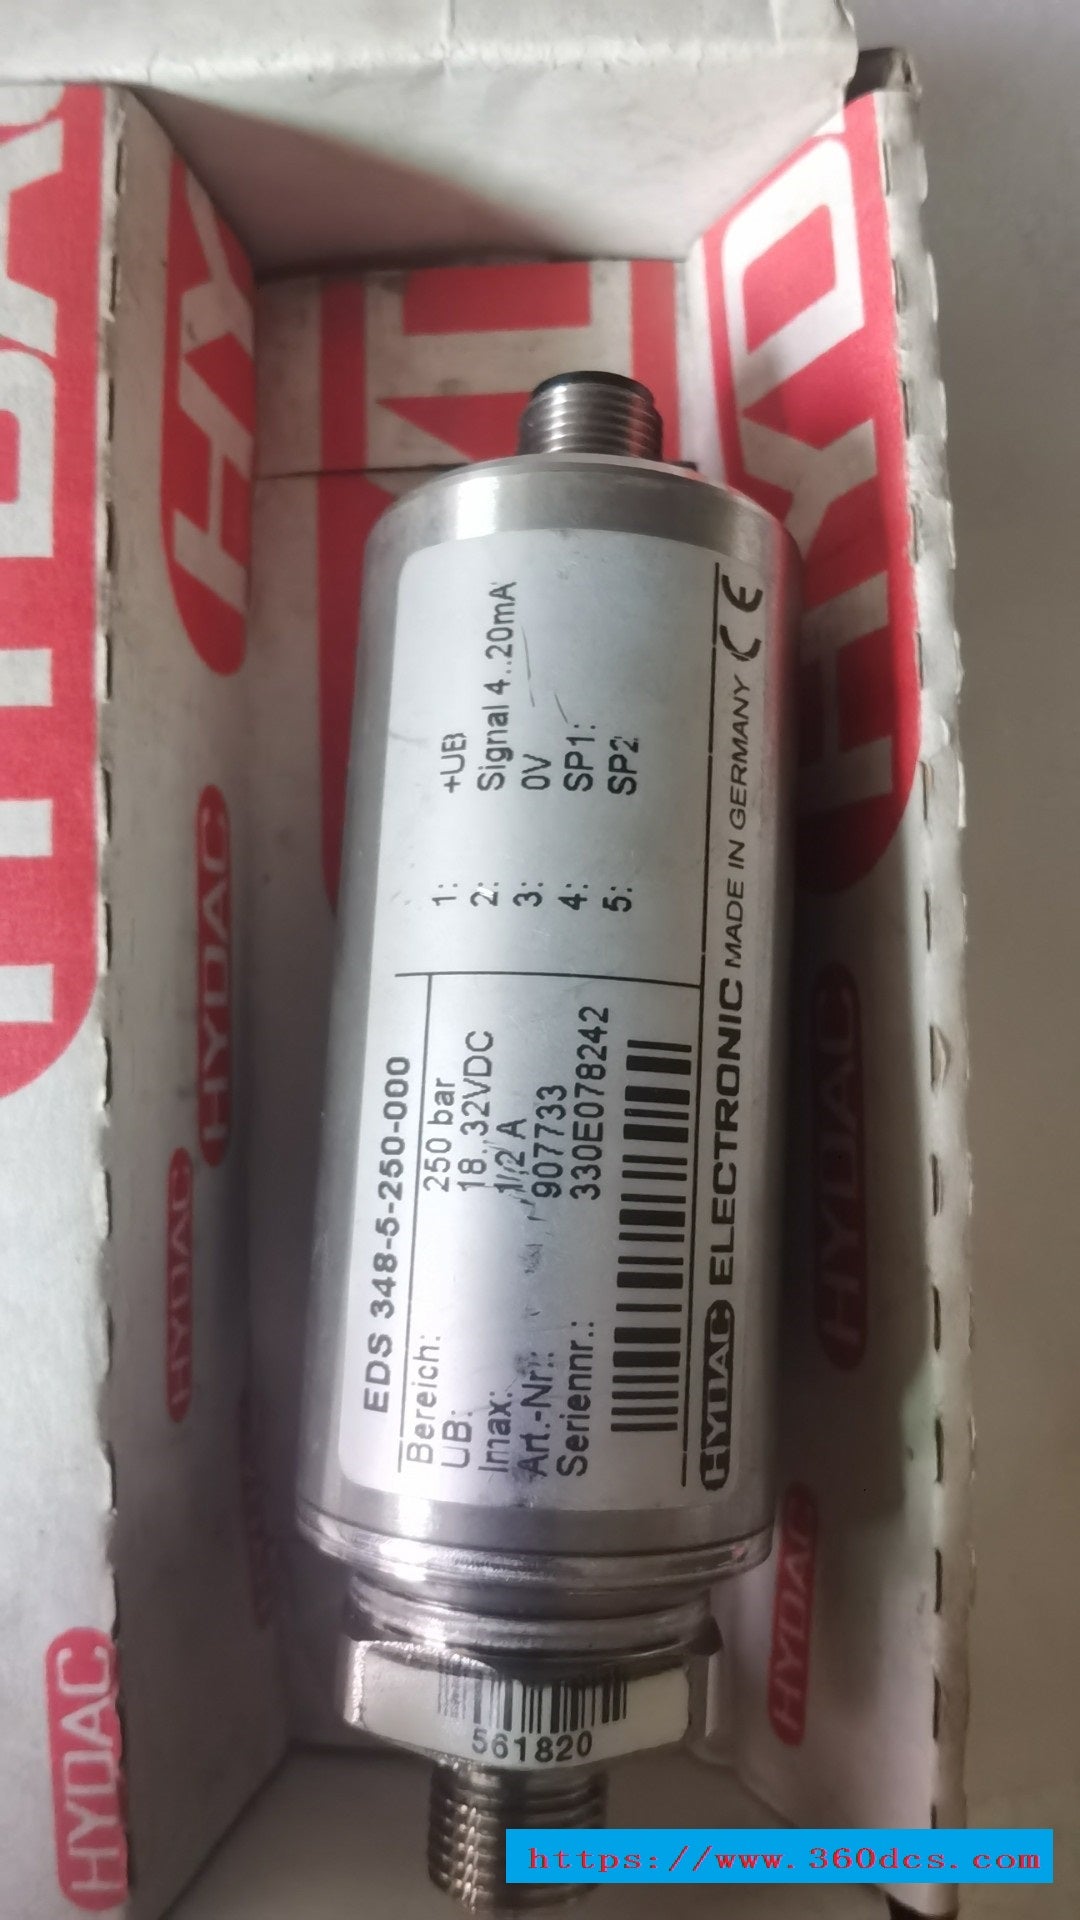 EDS 348-5-250-000
Bereich: 250 bar
UB: 18..32VDC
Imax: 1/2 A
Art.-Nr.: 907733
Seriennr.: 330E078242
1: +UB
2: Signal 4..20mA
3: 0V
4: SP1:
5: SP2
HYDAC ELECTRONIC MADE IN GERMANY CE
561820
HYDAC
HYDAC
HYDAC
HYDAC
HYDAC
HYDAC
https://www.360dcs.com